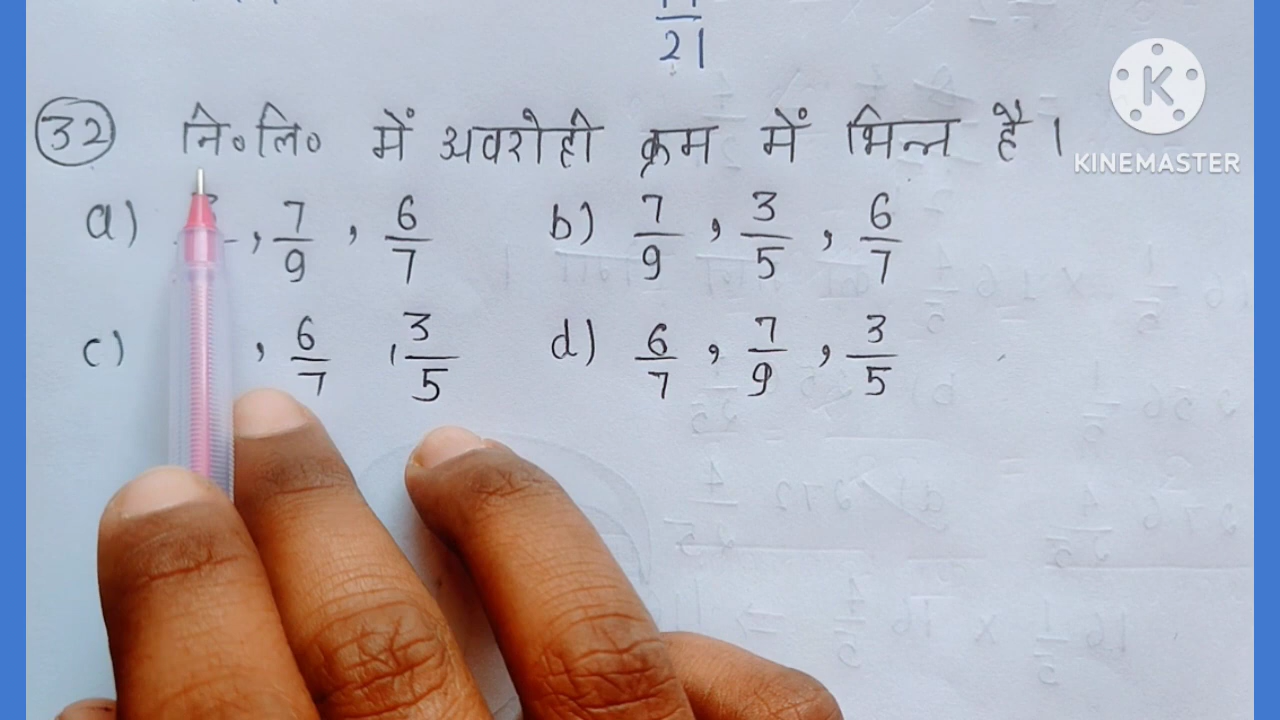 21
KINEMASTER
32 नि॰लि॰ में अवरोही क्रम में भिन्न है।
a) , 7/9 , 6/7 b) 7/9 , 3/5 , 6/7
c) , 6/7 , 3/5 d) 6/7 , 7/9 , 3/5